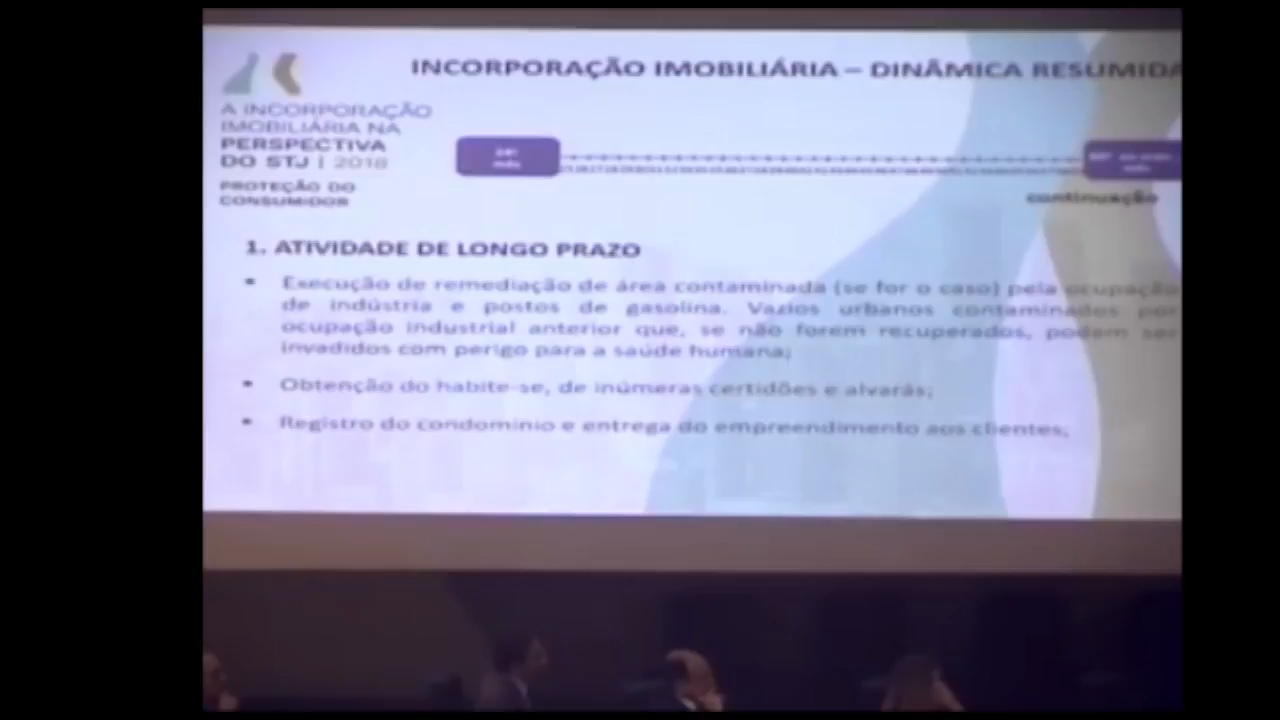 INCORPORAÇÃO IMOBILIÁRIA – DINÂMICA RESUMIDA
A INCORPORAÇÃO
IMOBILIÁRIA NA
PERSPECTIVA
DO STJ | 2018
PROTEÇÃO DO
CONSUMIDOR
continuação
1. ATIVIDADE DE LONGO PRAZO
• Execução de remediação de área contaminada (se for o caso) pela ocupação
de indústria e postos de gasolina. Vazios urbanos contaminados por
ocupação industrial anterior que, se não forem recuperados, podem ser
invadidos com perigo para a saúde humana;
• Obtenção do habite-se, de inúmeras certidões e alvarás;
• Registro do condomínio e entrega do empreendimento aos clientes;